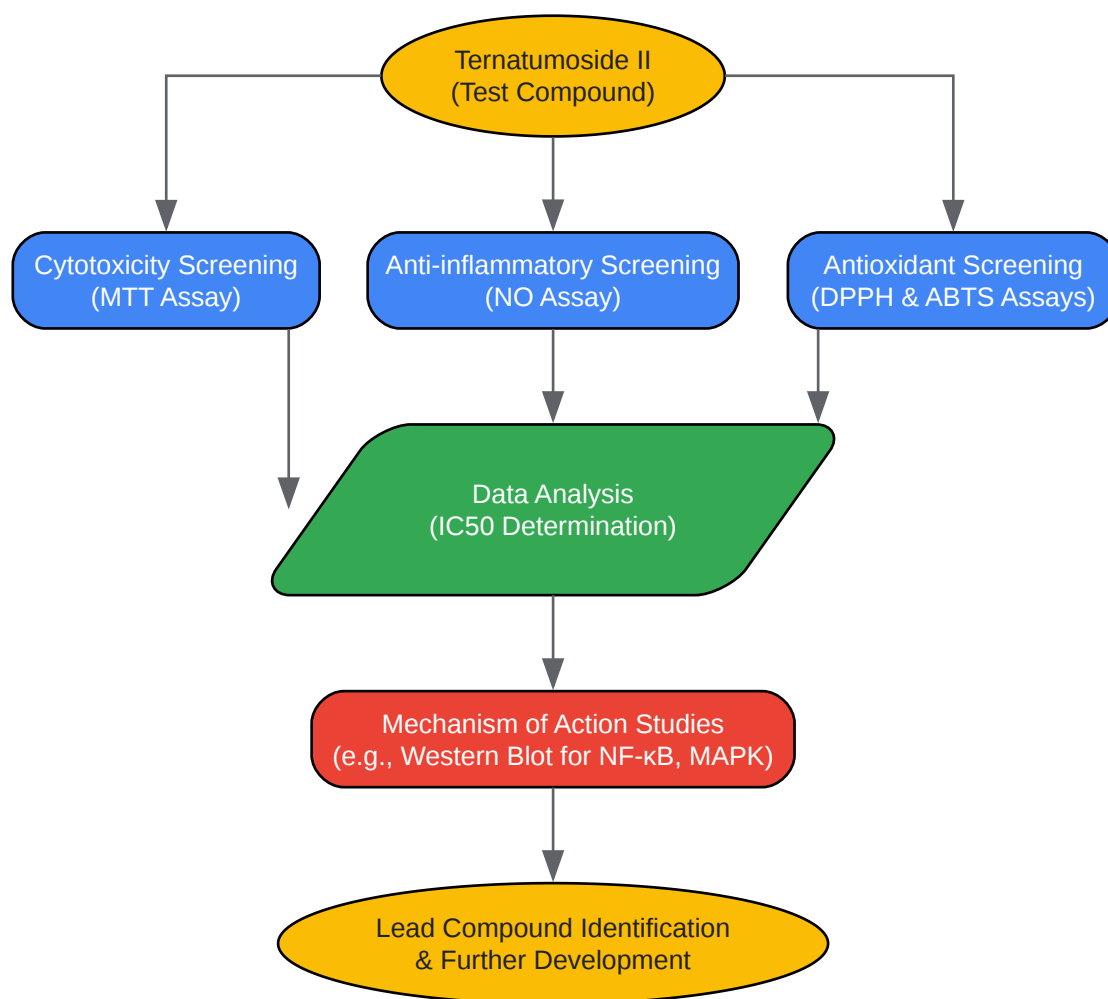 Ternatumoside II
(Test Compound)
Cytotoxicity Screening
(MTT Assay)
Anti-inflammatory Screening
(NO Assay)
Antioxidant Screening
(DPPH & ABTS Assays)
Data Analysis
(IC50 Determination)
Mechanism of Action Studies
(e.g., Western Blot for NF-κB, MAPK)
Lead Compound Identification
& Further Development